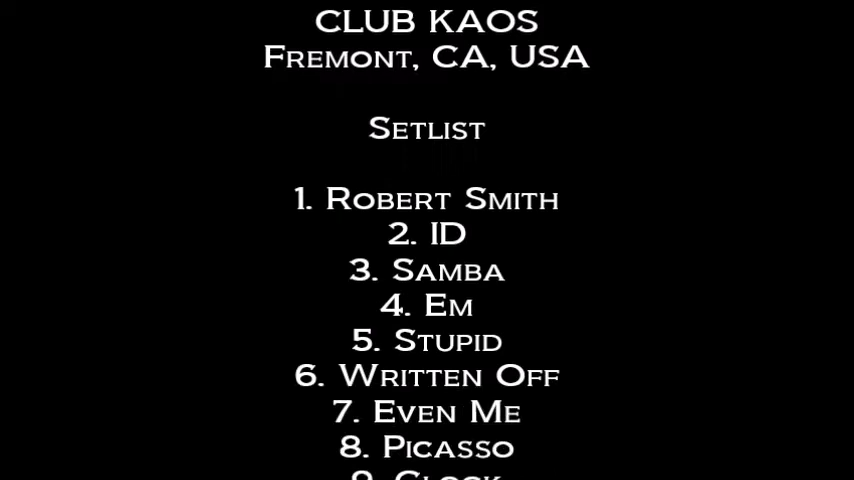 CLUB KAOS
FREMONT, CA, USA
SETLIST
1. ROBERT SMITH
2. ID
3. SAMBA
4. EM
5. STUPID
6. WRITTEN OFF
7. EVEN ME
8. PICASSO